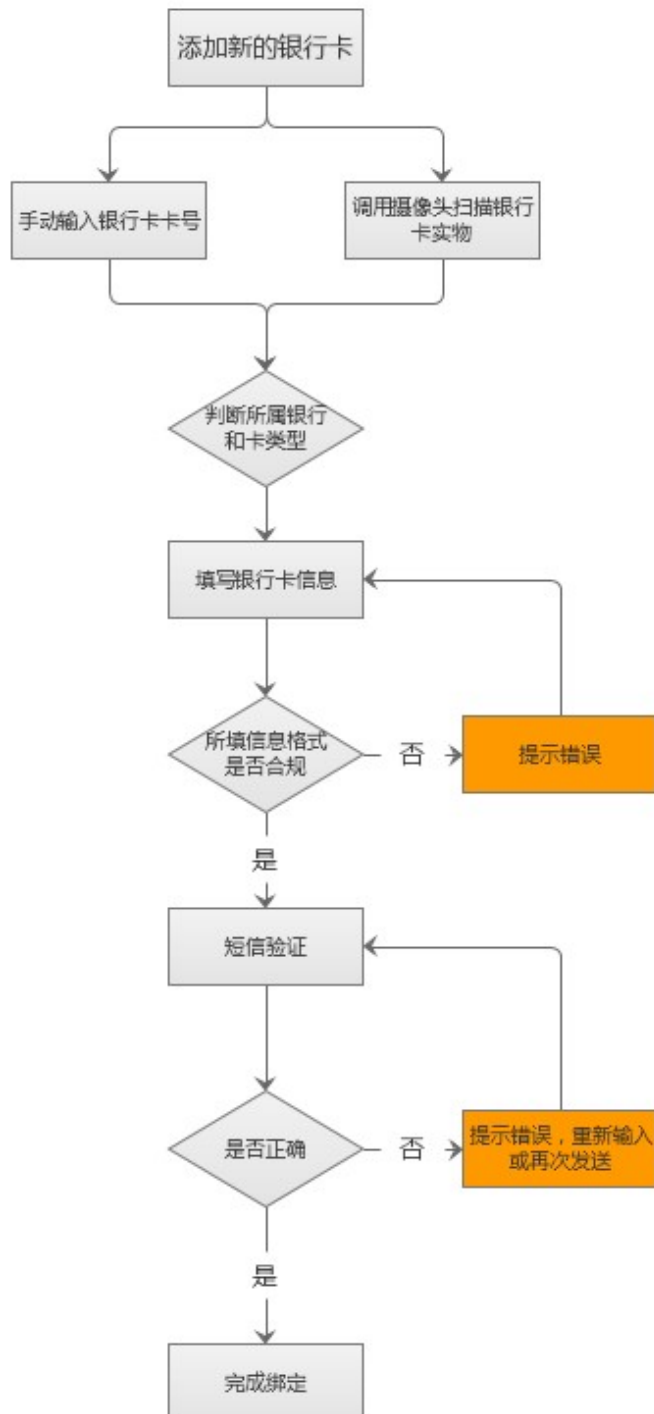 添加新的银行卡
手动输入银行卡卡号
调用摄像头扫描银行
卡实物
判断所属银行
和卡类型
填写银行卡信息
所填信息格式
是否合规
否
提示错误
是
短信验证
是否正确
否
提示错误，重新输入
或再次发送
是
完成绑定